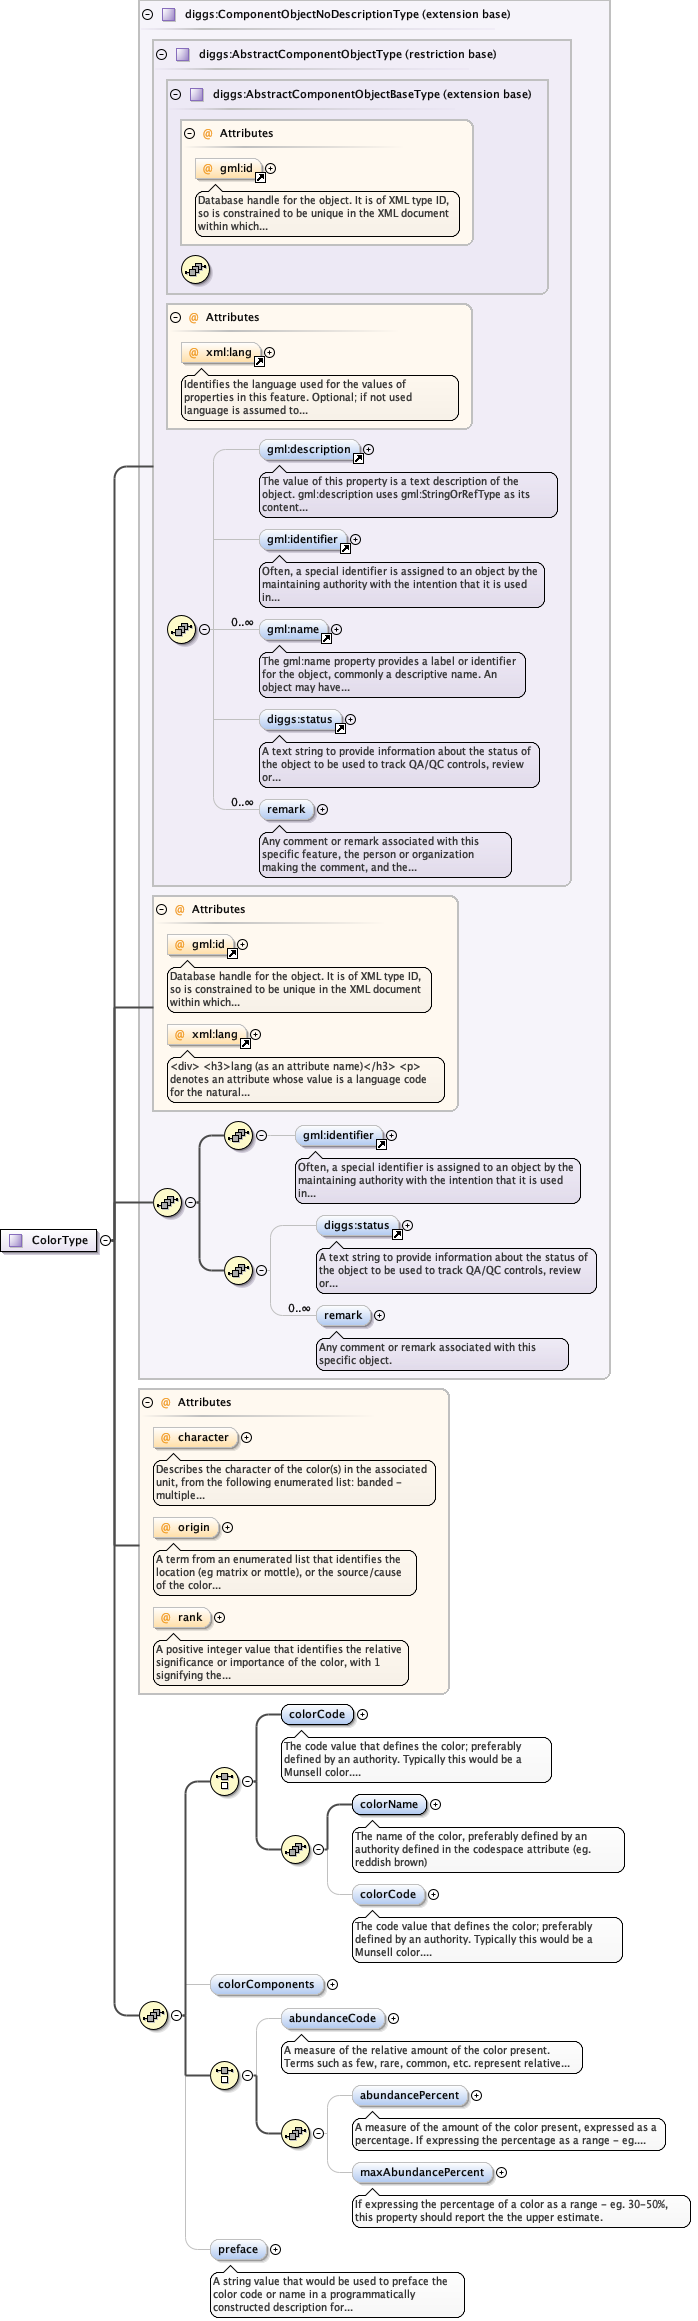 diggs:ComponentObjectNoDescriptionType (extension base)
diggs:AbstractComponentObjectType (restriction base)
diggs:AbstractComponentObjectBaseType (extension base)
@ Attributes
@ gml:id
Database handle for the object. It is of XML type ID,
so is constrained to be unique in the XML document
within which...
@ Attributes
@ xml:lang
Identifies the language used for the values of
properties in this feature. Optional; if not used
language is assumed to...
gml:description
The value of this property is a text description of the
object. gml:description uses gml:StringOrRefType as its
content...
gml:identifier
Often, a special identifier is assigned to an object by the
maintaining authority with the intention that it is used
in...
0..∞
gml:name
The gml:name property provides a label or identifier
for the object, commonly a descriptive name. An
object may have...
diggs:status
A text string to provide information about the status of
the object to be used to track QA/QC controls, review
or...
0..∞
remark
Any comment or remark associated with this
specific feature, the person or organization
making the comment, and the...
@ Attributes
@ gml:id
Database handle for the object. It is of XML type ID,
so is constrained to be unique in the XML document
within which...
@ xml:lang
<div> <h3>lang (as an attribute name)</h3> <p>
denotes an attribute whose value is a language code
for the natural...
gml:identifier
Often, a special identifier is assigned to an object by the
maintaining authority with the intention that it is used
in...
diggs:status
A text string to provide information about the status of
the object to be used to track QA/QC controls, review
or...
0..∞
remark
Any comment or remark associated with this
specific object.
ColorType
@ Attributes
@ character
Describes the character of the color(s) in the associated
unit, from the following enumerated list: banded -
multiple...
@ origin
A term from an enumerated list that identifies the
location (eg matrix or mottle), or the source/cause
of the color...
@ rank
A positive integer value that identifies the relative
significance or importance of the color, with 1
signifying the...
colorCode
The code value that defines the color; preferably
defined by an authority. Typically this would be a
Munsell color....
colorName
The name of the color, preferably defined by an
authority defined in the codespace attribute (eg.
reddish brown)
colorCode
The code value that defines the color; preferably
defined by an authority. Typically this would be a
Munsell color....
colorComponents
abundanceCode
A measure of the relative amount of the color present.
Terms such as few, rare, common, etc. represent relative...
abundancePercent
A measure of the amount of the color present, expressed as a
percentage. If expressing the percentage as a range - eg....
maxAbundancePercent
If expressing the percentage of a color as a range - eg. 30-50%,
this property should report the the upper estimate.
preface
A string value that would be used to preface the
color code or name in a programmatically
constructed description for...